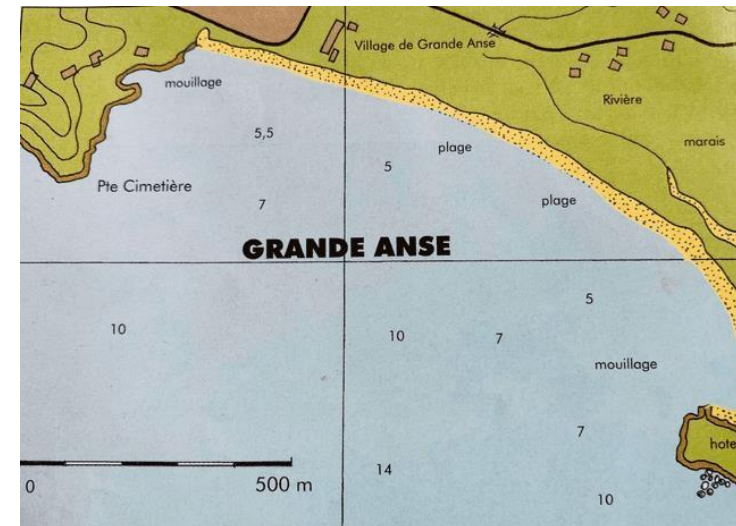 Village de Grande Anse
mouillage
Rivière
5,5
marais
plage
5
Pte Cimetière
plage
7
GRANDE ANSE
5
10
10
7
mouillage
7
hote
14
0
500 m
10